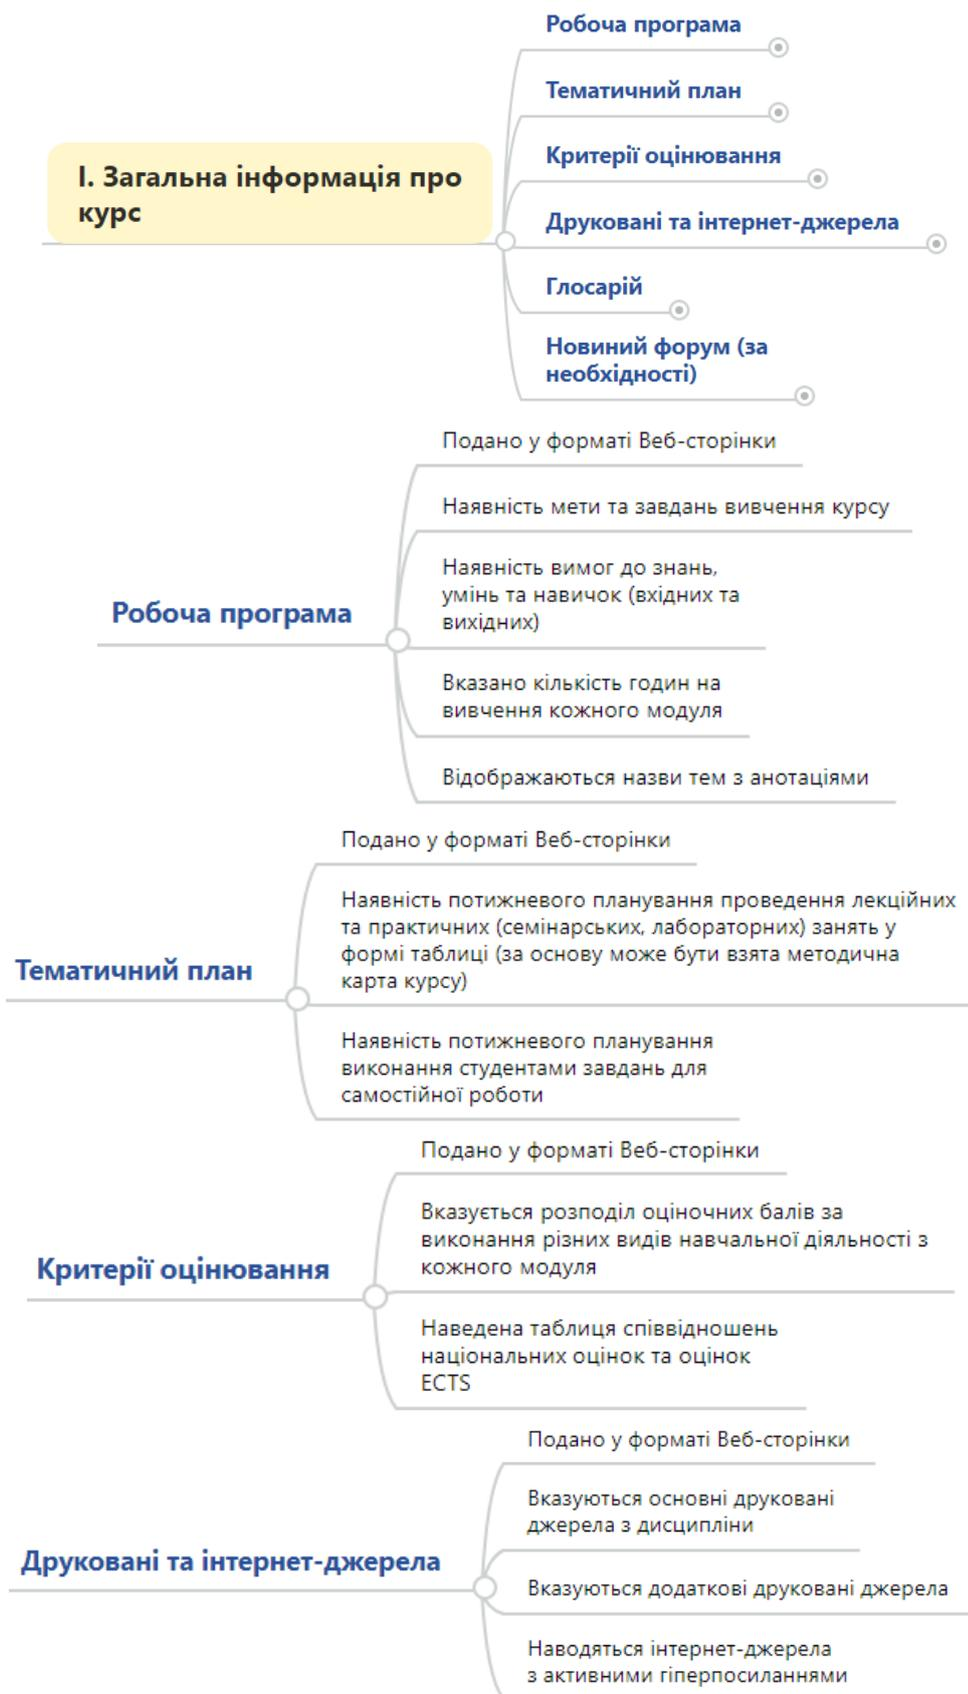 Робоча програма
Тематичний план
Критерії оцінювання
І. Загальна інформація про
курс
Друковані та інтернет-джерела
Глосарій
Новиний форум (за
необхідності)
Подано у форматі Веб-сторінки
Наявність мети та завдань вивчення курсу
Наявність вимог до знань,
умінь та навичок (вхідних та
вихідних)
Робоча програма
Вказано кількість годин на
вивчення кожного модуля
Відображаються назви тем з анотаціями
Подано у форматі Веб-сторінки
Наявність потижневого планування проведення лекційних
та практичних (семінарських, лабораторних) занять у
формі таблиці (за основу може бути взята методична
карта курсу)
Тематичний план
Наявність потижневого планування
виконання студентами завдань для
самостійної роботи
Подано у форматі Веб-сторінки
Вказується розподіл оціночних балів за
виконання різних видів навчальної діяльності з
кожного модуля
Критерії оцінювання
Наведена таблиця співвідношень
національних оцінок та оцінок
ECTS
Подано у форматі Веб-сторінки
Вказуються основні друковані
джерела з дисципліни
Друковані та інтернет-джерела
Вказуються додаткові друковані джерела
Наводяться інтернет-джерела
з активними гіперпосиланнями